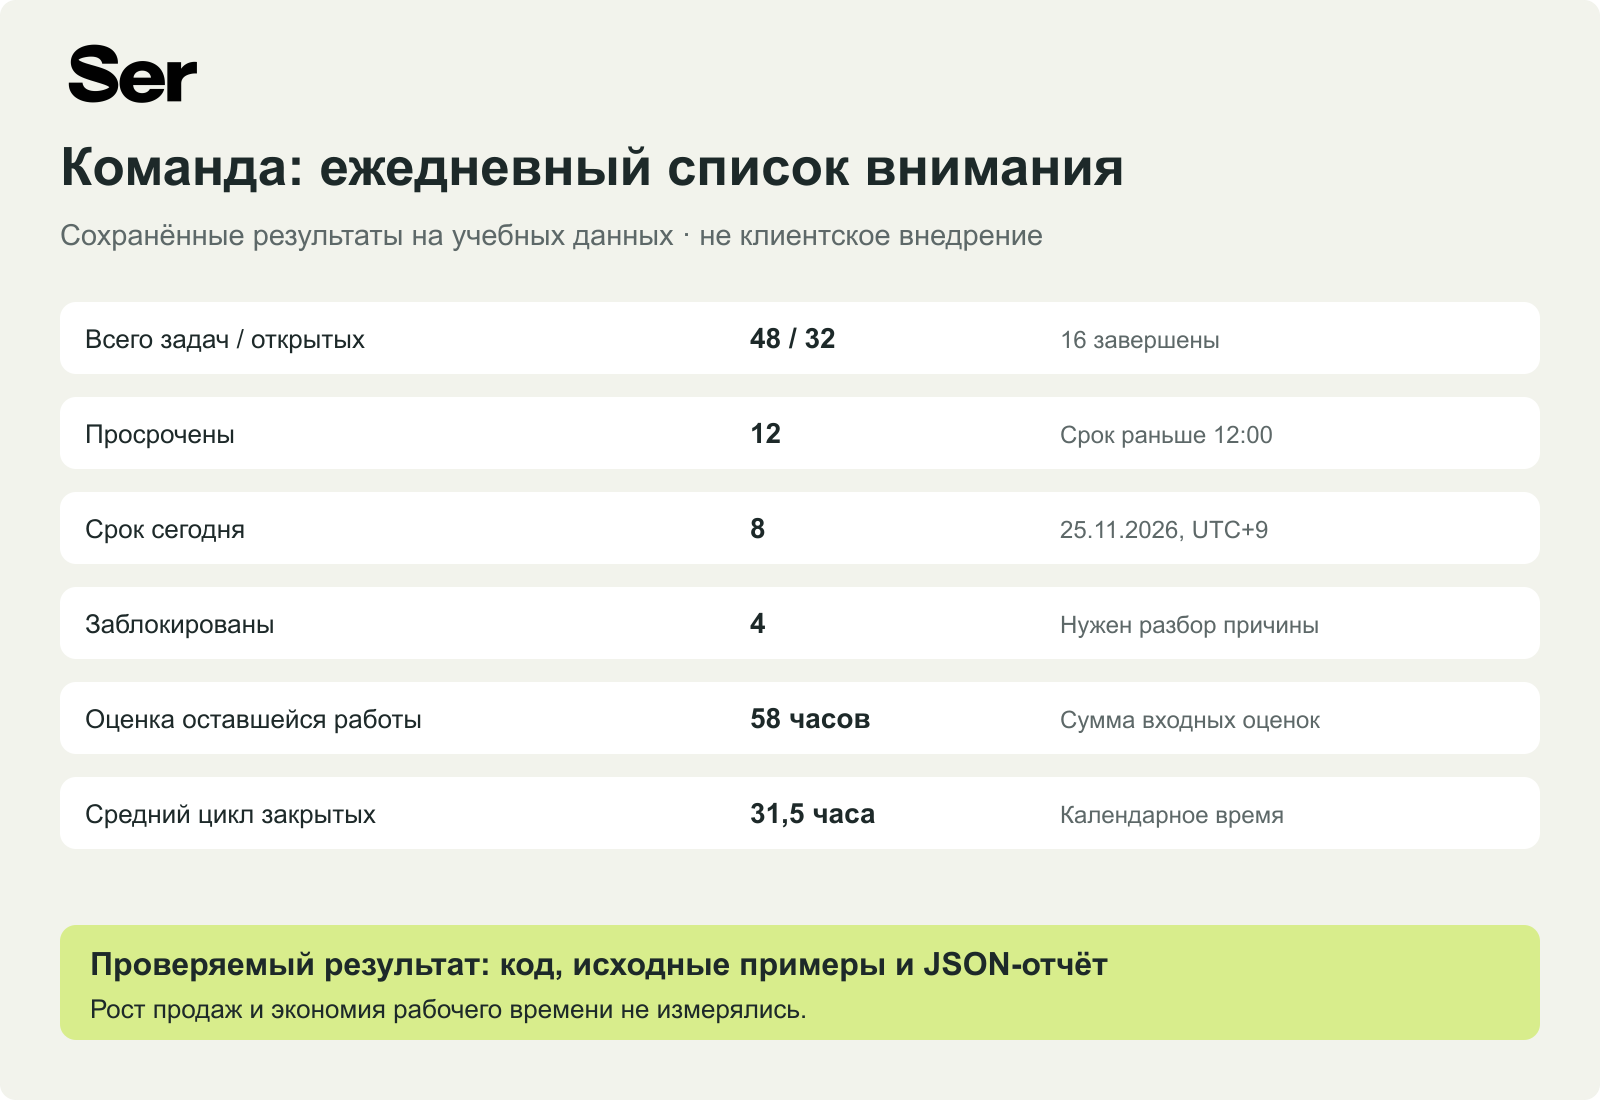 Ser
Команда: ежедневный список внимания
Сохранённые результаты на учебных данных · не клиентское внедрение
Всего задач / открытых 48 / 32 16 завершены
Просрочены 12 Срок раньше 12:00
Срок сегодня 8 25.11.2026, UTC+9
Заблокированы 4 Нужен разбор причины
Оценка оставшейся работы 58 часов Сумма входных оценок
Средний цикл закрытых 31,5 часа Календарное время
Проверяемый результат: код, исходные примеры и JSON-отчёт
Рост продаж и экономия рабочего времени не измерялись.